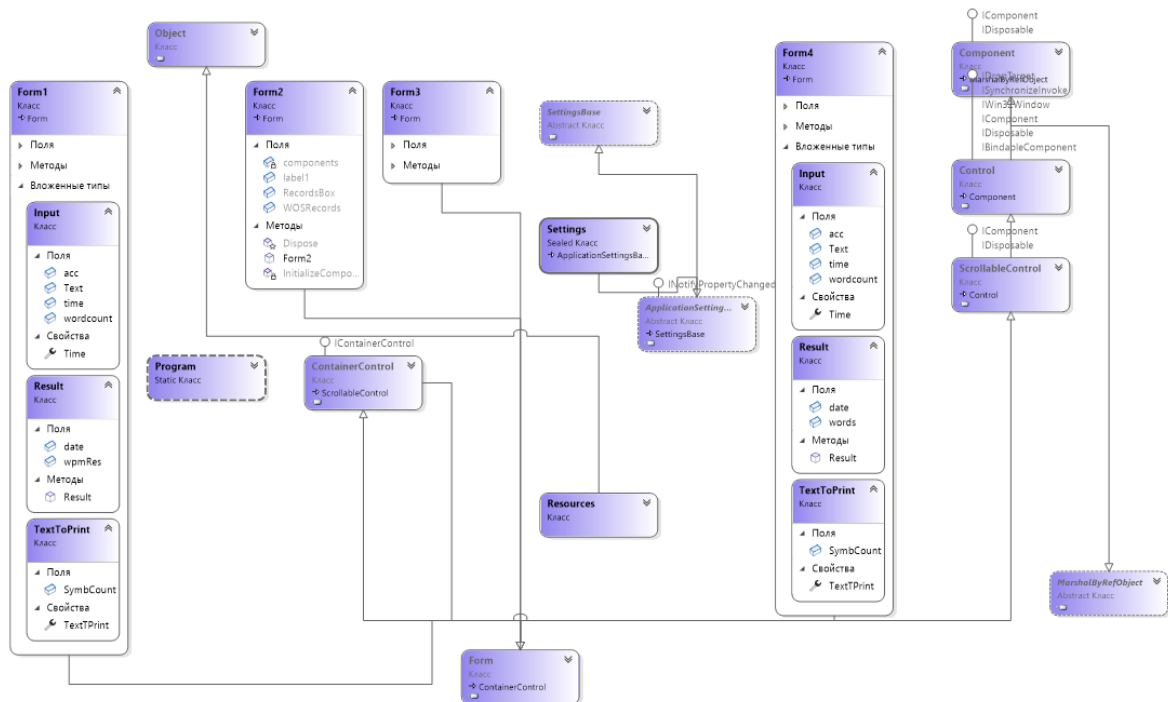 Object
Класс
Form1
Класс
Form
Поля
Методы
Вложенные типы
Input
Класс
Поля
acc
Text
time
wordcount
Свойства
Time
Result
Класс
Поля
date
wpmRes
Методы
Result
TextToPrint
Класс
Поля
SymbCount
Свойства
TextTPrint
Form2
Класс
Form
Поля
components
label1
RecordsBox
WOSRecords
Методы
Dispose
Form2
InitializeCompo...
Form3
Класс
Form
Поля
Методы
Program
Static Класс
IContainerControl
ContainerControl
Класс
ScrollableControl
SettingsBase
Abstract Класс
Settings
Sealed Класс
ApplicationSettingsBa...
INotifyPropertyChanged
ApplicationSetting...
Abstract Класс
SettingsBase
Resources
Класс
Form
Класс
ContainerControl
Form4
Класс
Form
Поля
Методы
Вложенные типы
Input
Класс
Поля
acc
Text
time
wordcount
Свойства
Time
Result
Класс
Поля
date
words
Методы
Result
TextToPrint
Класс
Поля
SymbCount
Свойства
TextTPrint
IComponent
IDisposable
Component
Класс
MarshalByRefObject
IDropTarget
ISynchronizeInvoke
IWin32Window
IComponent
IDisposable
IBindableComponent
Control
Класс
Component
IComponent
IDisposable
ScrollableControl
Класс
Control
MarshalByRefObject
Abstract Класс